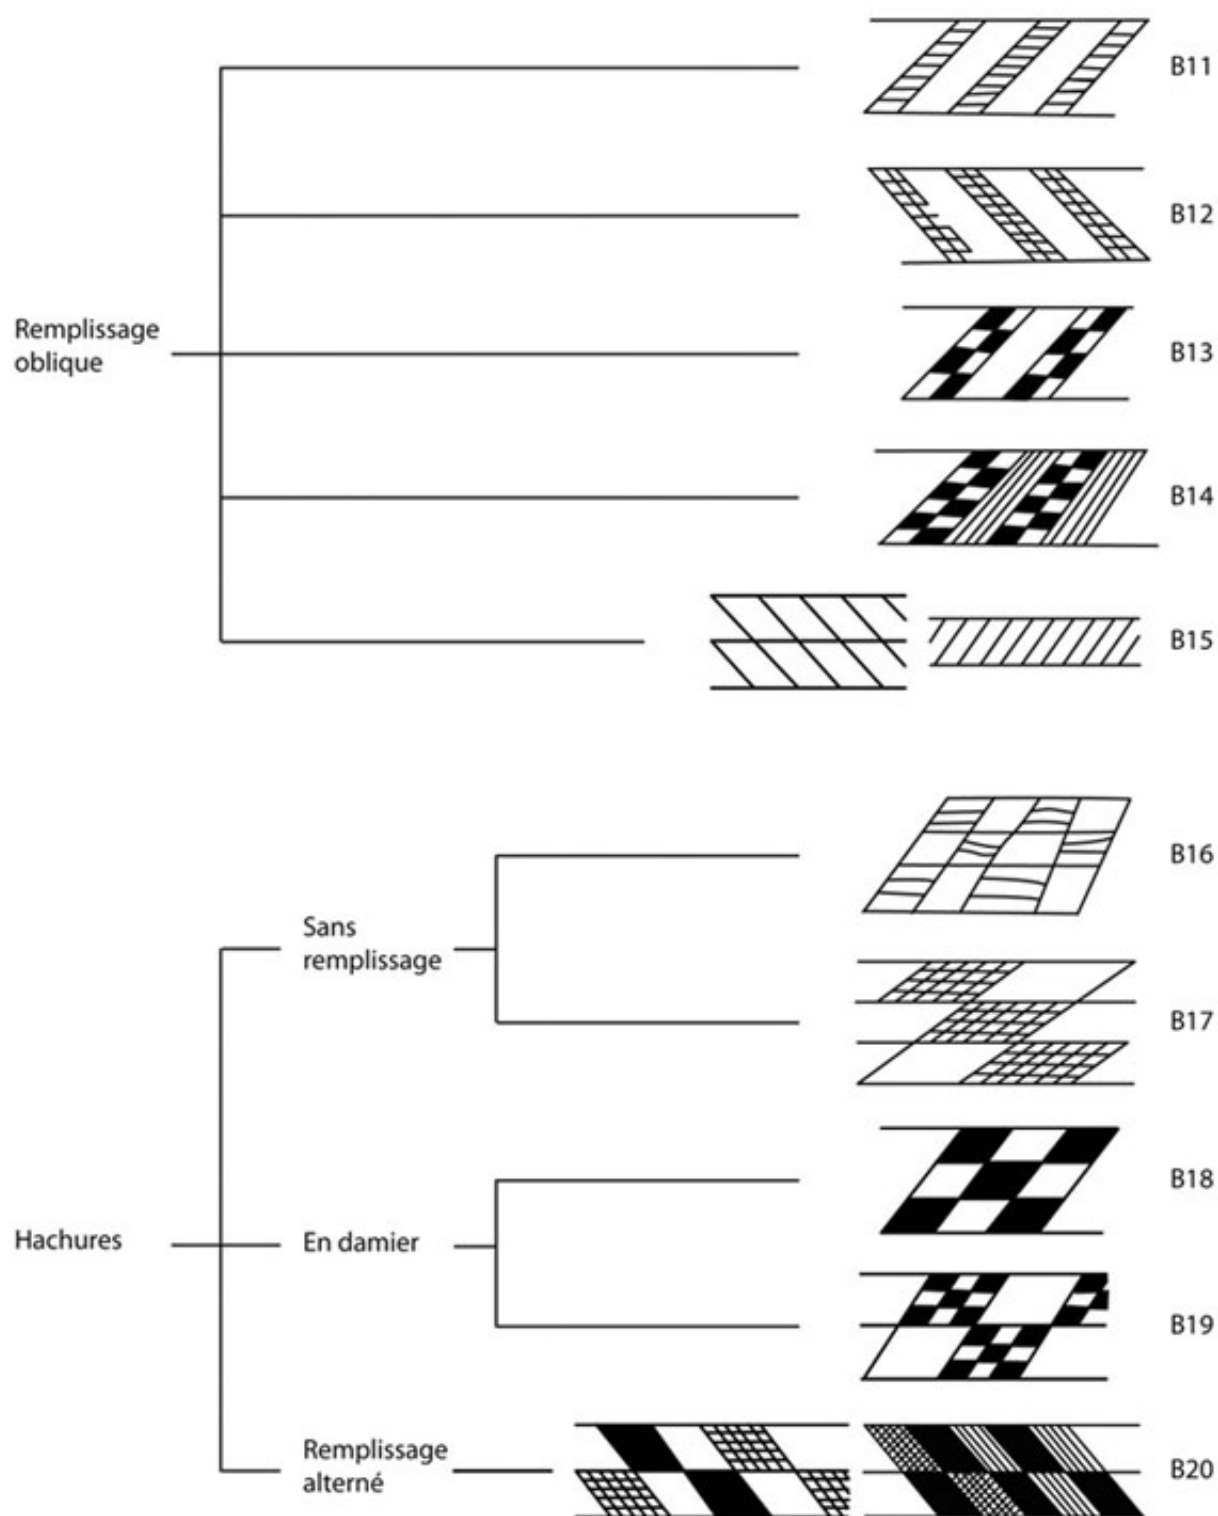 B11
B12
Remplissage
oblique
B13
B14
B15
B16
Sans
remplissage
B17
B18
Hachures
En damier
B19
Remplissage
alterné
B20